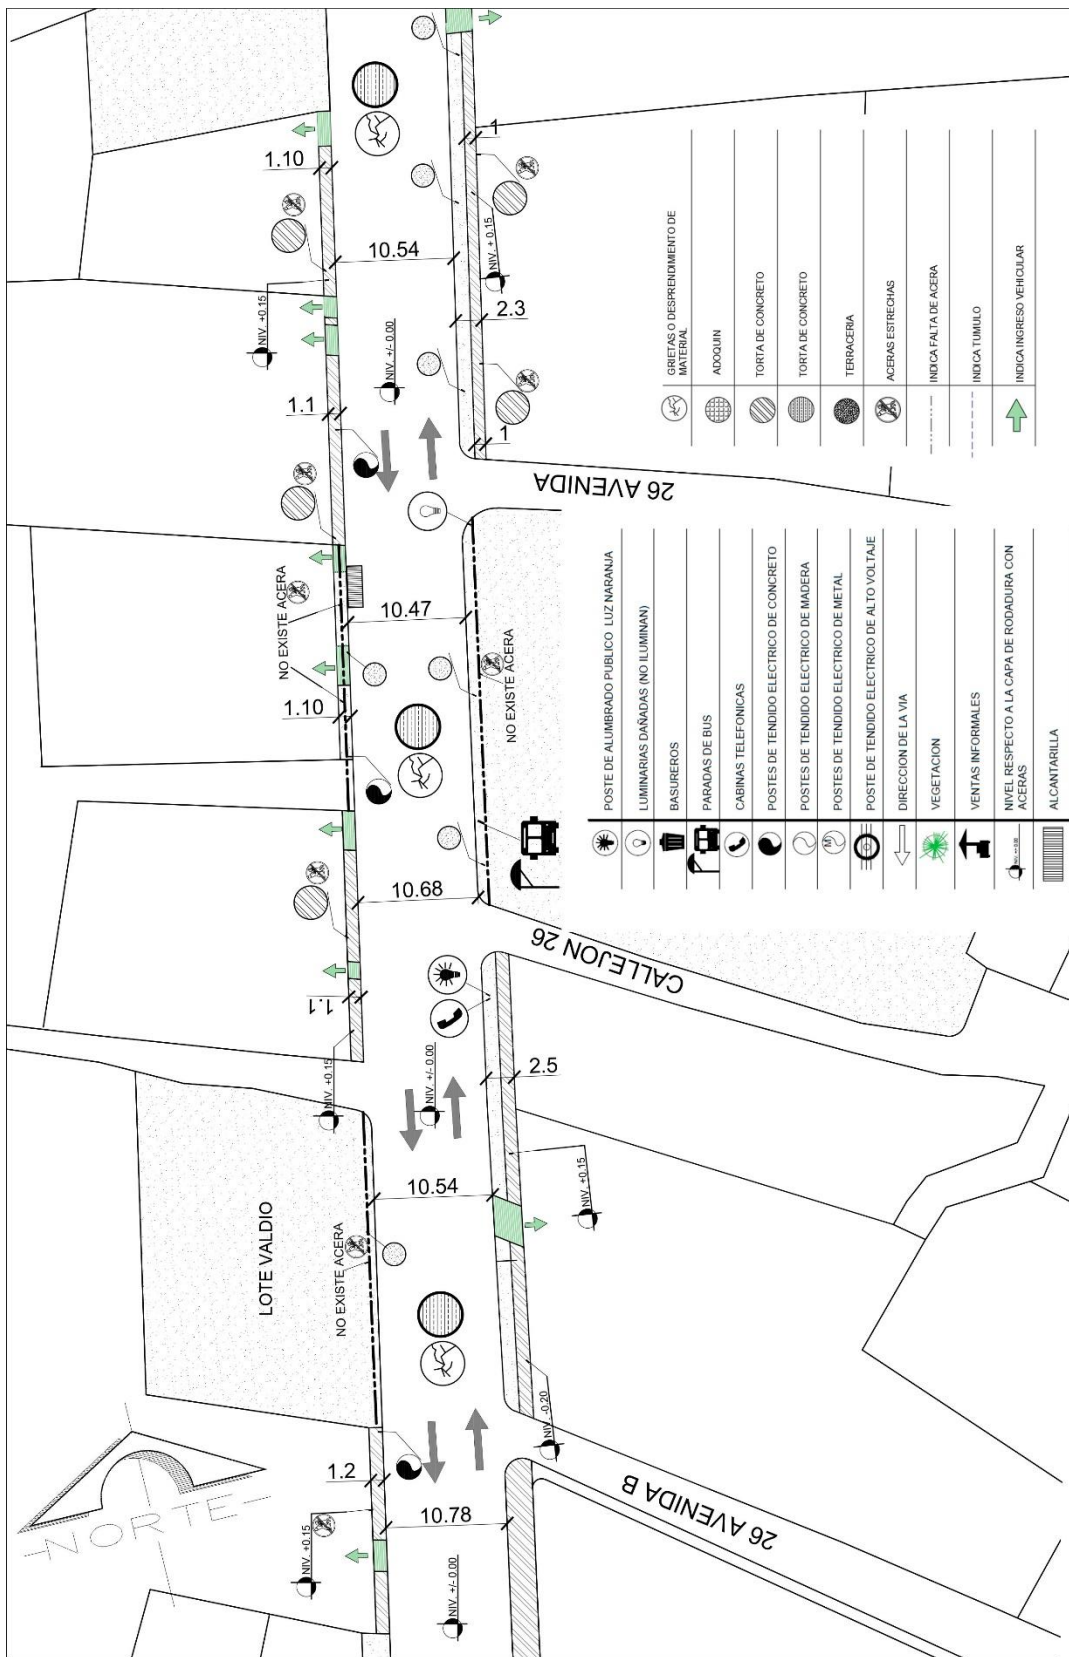 1.10
NIV. +0.15
10.54
1
NIV. + 0.15
2.3
NIV. +/- 0.00
1.1
1
26 AVENIDA
NO EXISTE ACERA
10.47
1.10
NO EXISTE ACERA
10.68
CALLEJON 26
1.1
NIV. +0.15
NIV. +/- 0.00
2.5
10.54
NIV. +0.15
LOTE VALDIO
NO EXISTE ACERA
NIV. -0.20
1.2
NIV. +0.15
10.78
NIV. +/- 0.00
26 AVENIDA B
NORTE
GRIETAS O DESPRENDIMIENTO DE
MATERIAL
ADOQUIN
TORTA DE CONCRETO
TORTA DE CONCRETO
TERRACERIA
ACERAS ESTRECHAS
INDICA FALTA DE ACERA
INDICA TUMULO
INDICA INGRESO VEHICULAR
POSTE DE ALUMBRADO PUBLICO LUZ NARANJA
LUMINARIAS DAÑADAS (NO ILUMINAN)
BASUREROS
PARADAS DE BUS
CABINAS TELEFONICAS
POSTES DE TENDIDO ELECTRICO DE CONCRETO
POSTES DE TENDIDO ELECTRICO DE MADERA
M
POSTES DE TENDIDO ELECTRICO DE METAL
POSTE DE TENDIDO ELECTRICO DE ALTO VOLTAJE
DIRECCION DE LA VIA
VEGETACION
VENTAS INFORMALES
NIVEL RESPECTO A LA CAPA DE RODADURA CON
ACERAS
ALCANTARILLA